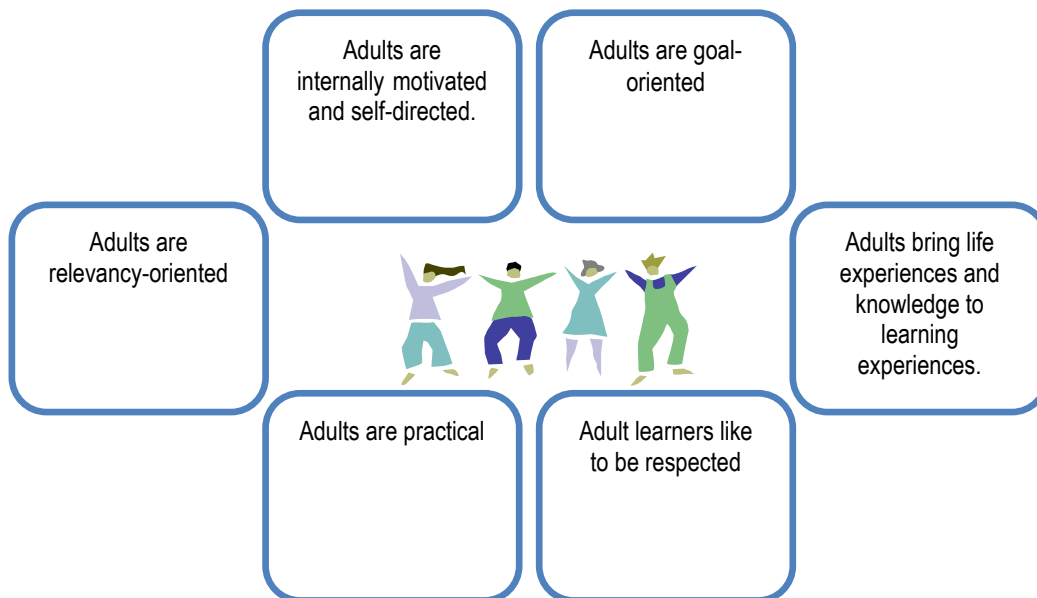 Adults are
internally motivated
and self-directed.
Adults are goal-
oriented
Adults are
relevancy-oriented
Adults bring life
experiences and
knowledge to
learning
experiences.
Adults are practical
Adult learners like
to be respected